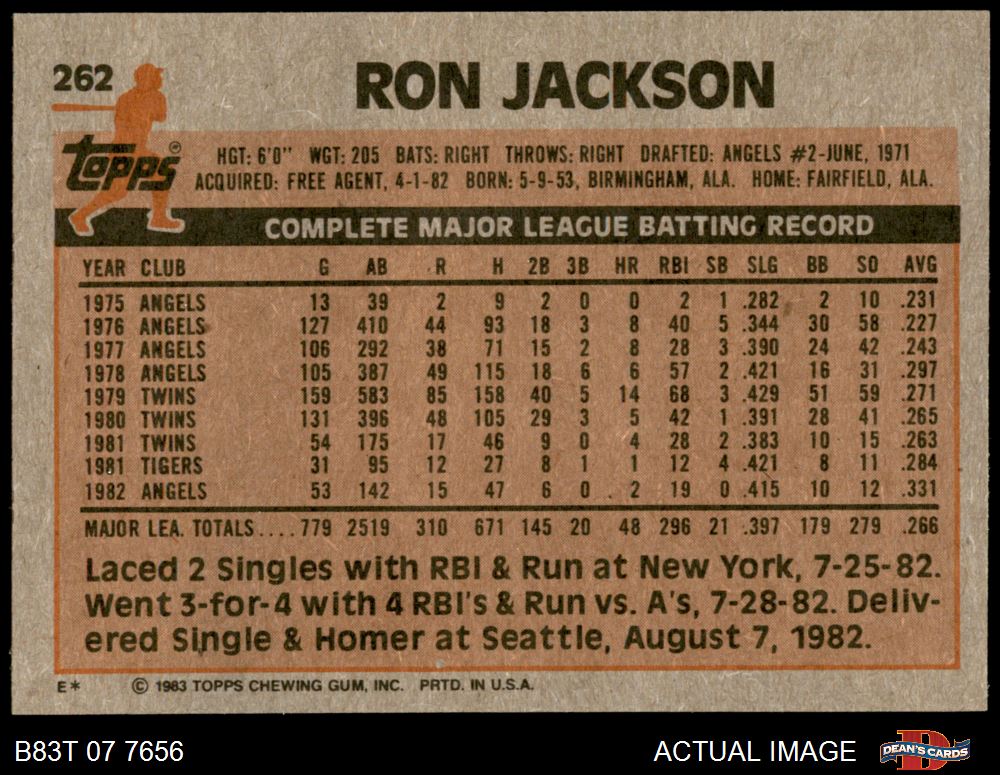 262
RON JACKSON
topps
HGT: 6'0" WGT: 205 BATS: RIGHT THROWS: RIGHT DRAFTED: ANGELS #2-JUNE, 1971
ACQUIRED: FREE AGENT, 4-1-82 BORN: 5-9-53, BIRMINGHAM, ALA. HOME: FAIRFIELD, ALA.
COMPLETE MAJOR LEAGUE BATTING RECORD
YEAR CLUB G AB R H 2B 3B HR RBI SB SLG BB SO AVG
1975 ANGELS 13 39 2 9 2 0 0 2 1 .282 2 10 .231
1976 ANGELS 127 410 44 93 18 3 8 40 5 .344 30 58 .227
1977 ANGELS 106 292 38 71 15 2 8 28 3 .390 24 42 .243
1978 ANGELS 105 387 49 115 18 6 6 57 2 .421 16 31 .297
1979 TWINS 159 583 85 158 40 5 14 68 3 .429 51 59 .271
1980 TWINS 131 396 48 105 29 3 5 42 1 .391 28 41 .265
1981 TWINS 54 175 17 46 9 0 4 28 2 .383 10 15 .263
1981 TIGERS 31 95 12 27 8 1 1 12 4 .421 8 11 .284
1982 ANGELS 53 142 15 47 6 0 2 19 0 .415 10 12 .331
MAJOR LEA. TOTALS.... 779 2519 310 671 145 20 48 296 21 .397 179 279 .266
Laced 2 Singles with RBI & Run at New York, 7-25-82.
Went 3-for-4 with 4 RBI's & Run vs. A's, 7-28-82. Deliv-
ered Single & Homer at Seattle, August 7, 1982.
E* © 1983 TOPPS CHEWING GUM, INC. PRTD. IN U.S.A.
B83T 07 7656 ACTUAL IMAGE DEAN'S CARDS